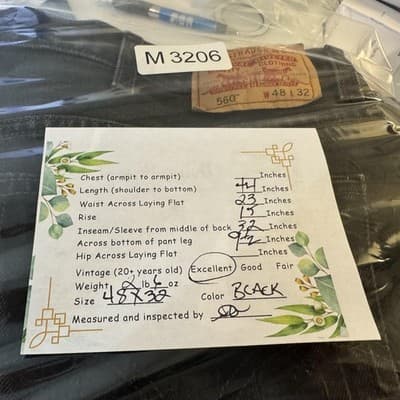 M 3206
560 W 48 L 32
Chest (armpit to armpit) Inches
Length (shoulder to bottom) 44 Inches
Waist Across Laying Flat 23 Inches
Rise 15 Inches
Inseam/Sleeve from middle of back 32 Inches
Across bottom of pant leg 9 1/2 Inches
Hip Across Laying Flat Inches
Vintage (20+ years old) Excellent Good Fair
Weight 2 lb 6 oz
Size 48X32 Color BLACK
Measured and inspected by